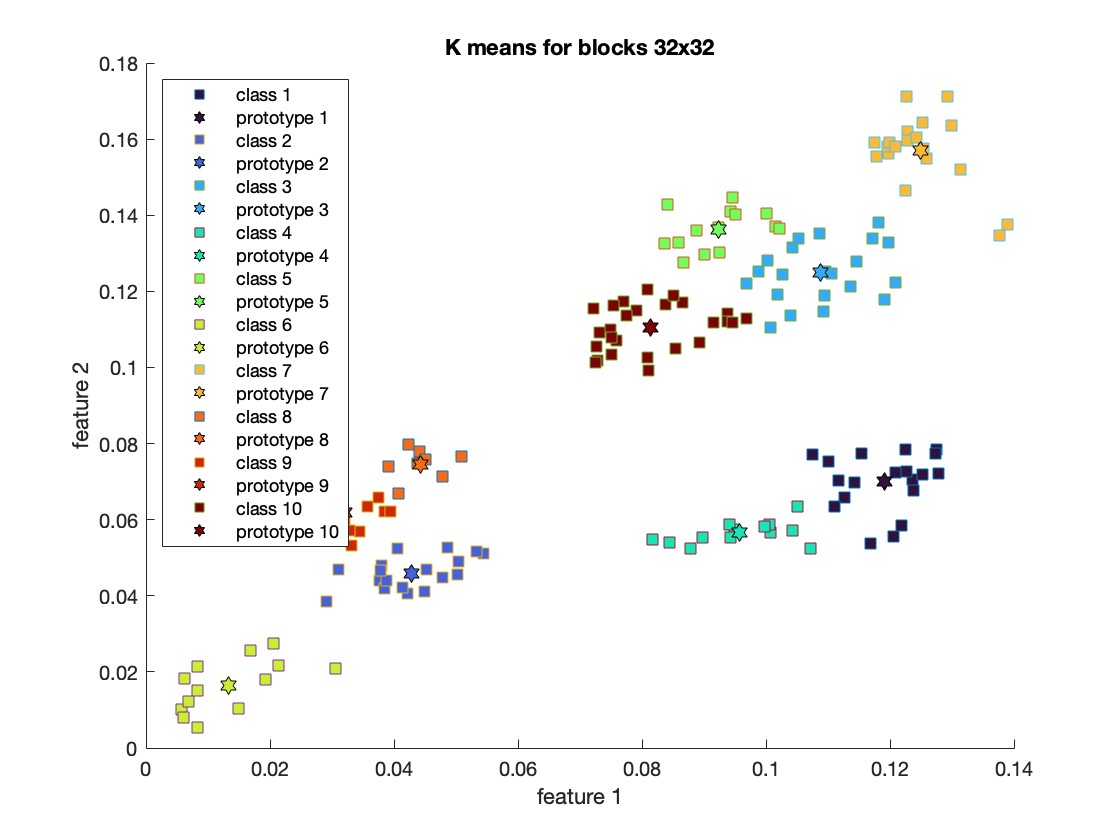 K means for blocks 32x32
0.18
0.16
0.14
0.12
0.1
0.08
0.06
0.04
0.02
0
feature 2
class 1
prototype 1
class 2
prototype 2
class 3
prototype 3
class 4
prototype 4
class 5
prototype 5
class 6
prototype 6
class 7
prototype 7
class 8
prototype 8
class 9
prototype 9
class 10
prototype 10
0 0.02 0.04 0.06 0.08 0.1 0.12 0.14
feature 1